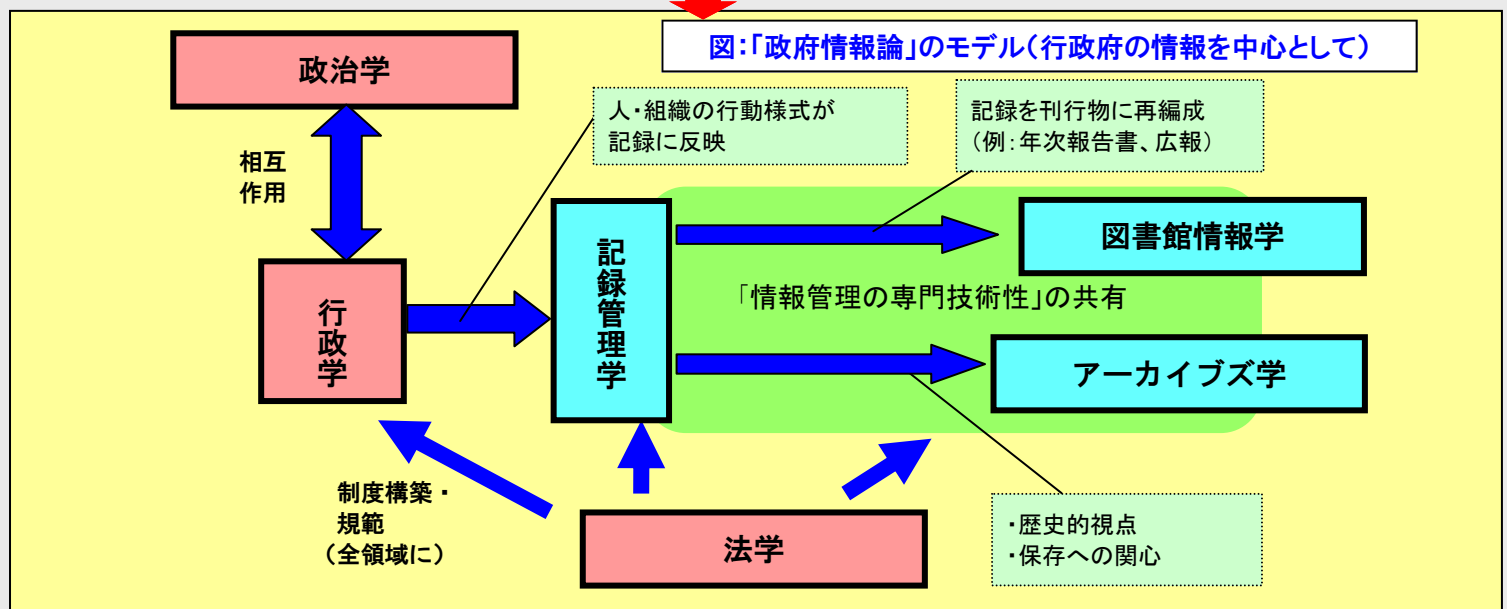 図：「政府情報論」のモデル（行政府の情報を中心として）
政治学
相互
作用
人・組織の行動様式が
記録に反映
記録を刊行物に再編成
（例：年次報告書、広報）
行政学
記録管理学
図書館情報学
「情報管理の専門技術性」の共有
アーカイブズ学
制度構築・
規範
（全領域に）
法学
・歴史的視点
・保存への関心